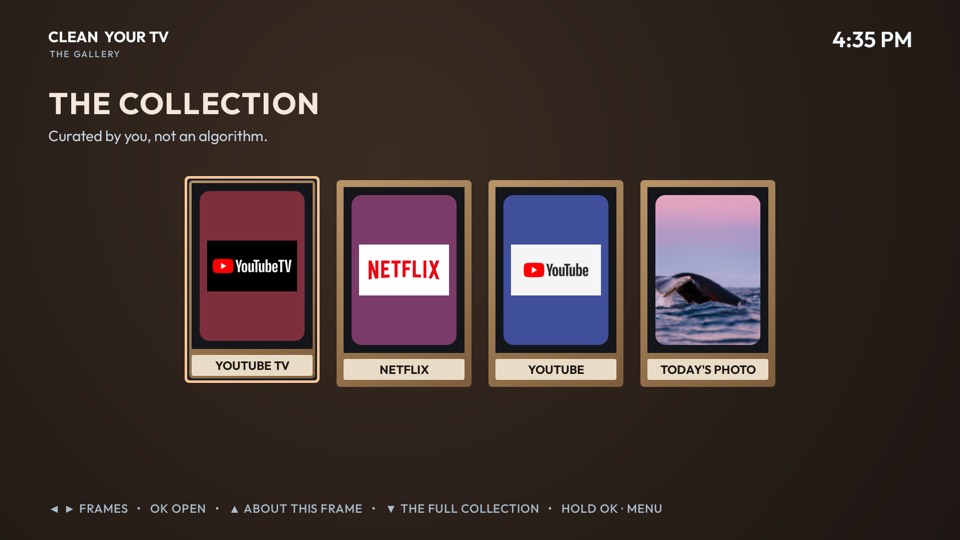 CLEAN YOUR TV
THE GALLERY
4:35 PM
THE COLLECTION
Curated by you, not an algorithm.
YouTubeTV
NETFLIX
YouTube
YOUTUBE TV
NETFLIX
YOUTUBE
TODAY'S PHOTO
◄ ► FRAMES • OK OPEN • ▲ ABOUT THIS FRAME • ▼ THE FULL COLLECTION • HOLD OK · MENU